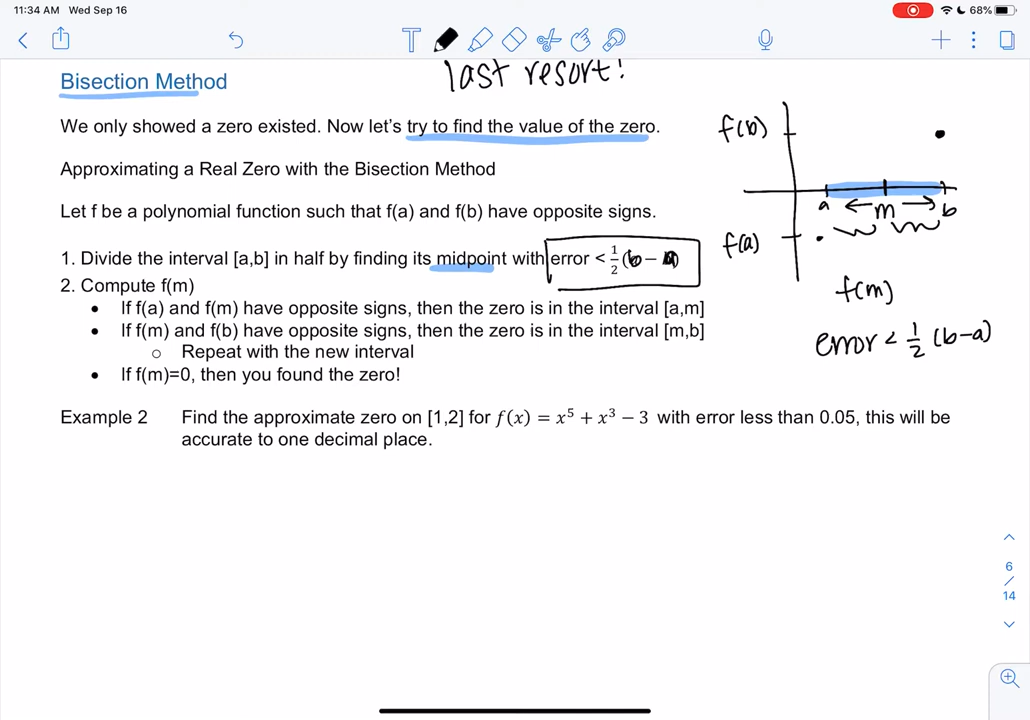 11:34 AM Wed Sep 16
68%
last resort!
Bisection Method
We only showed a zero existed. Now let's try to find the value of the zero.
Approximating a Real Zero with the Bisection Method
Let f be a polynomial function such that f(a) and f(b) have opposite signs.
1. Divide the interval [a,b] in half by finding its midpoint with error < 1/2 (b − a)
2. Compute f(m)
• If f(a) and f(m) have opposite signs, then the zero is in the interval [a,m]
• If f(m) and f(b) have opposite signs, then the zero is in the interval [m,b]
o Repeat with the new interval
• If f(m)=0, then you found the zero!
f(b)
a m b
f(a)
f(m)
error < 1/2 (b-a)
Example 2 Find the approximate zero on [1,2] for f(x) = x⁵ + x³ − 3 with error less than 0.05, this will be
accurate to one decimal place.
6
/
14